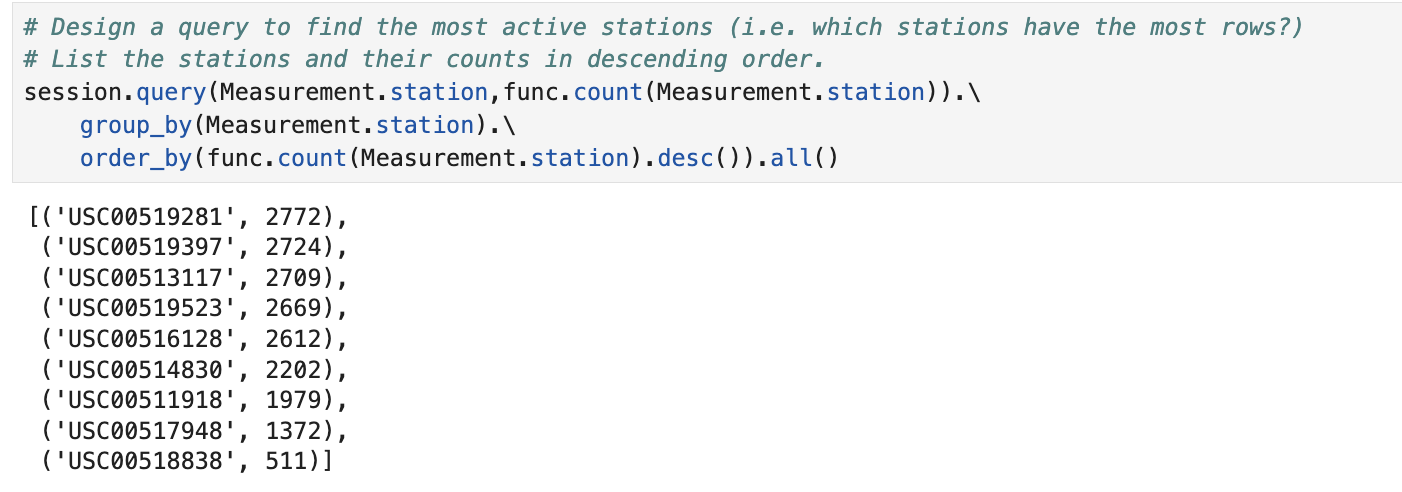 # Design a query to find the most active stations (i.e. which stations have the most rows?)
# List the stations and their counts in descending order.
session.query(Measurement.station,func.count(Measurement.station)).\
    group_by(Measurement.station).\
    order_by(func.count(Measurement.station).desc()).all()
[('USC00519281', 2772),
 ('USC00519397', 2724),
 ('USC00513117', 2709),
 ('USC00519523', 2669),
 ('USC00516128', 2612),
 ('USC00514830', 2202),
 ('USC00511918', 1979),
 ('USC00517948', 1372),
 ('USC00518838', 511)]